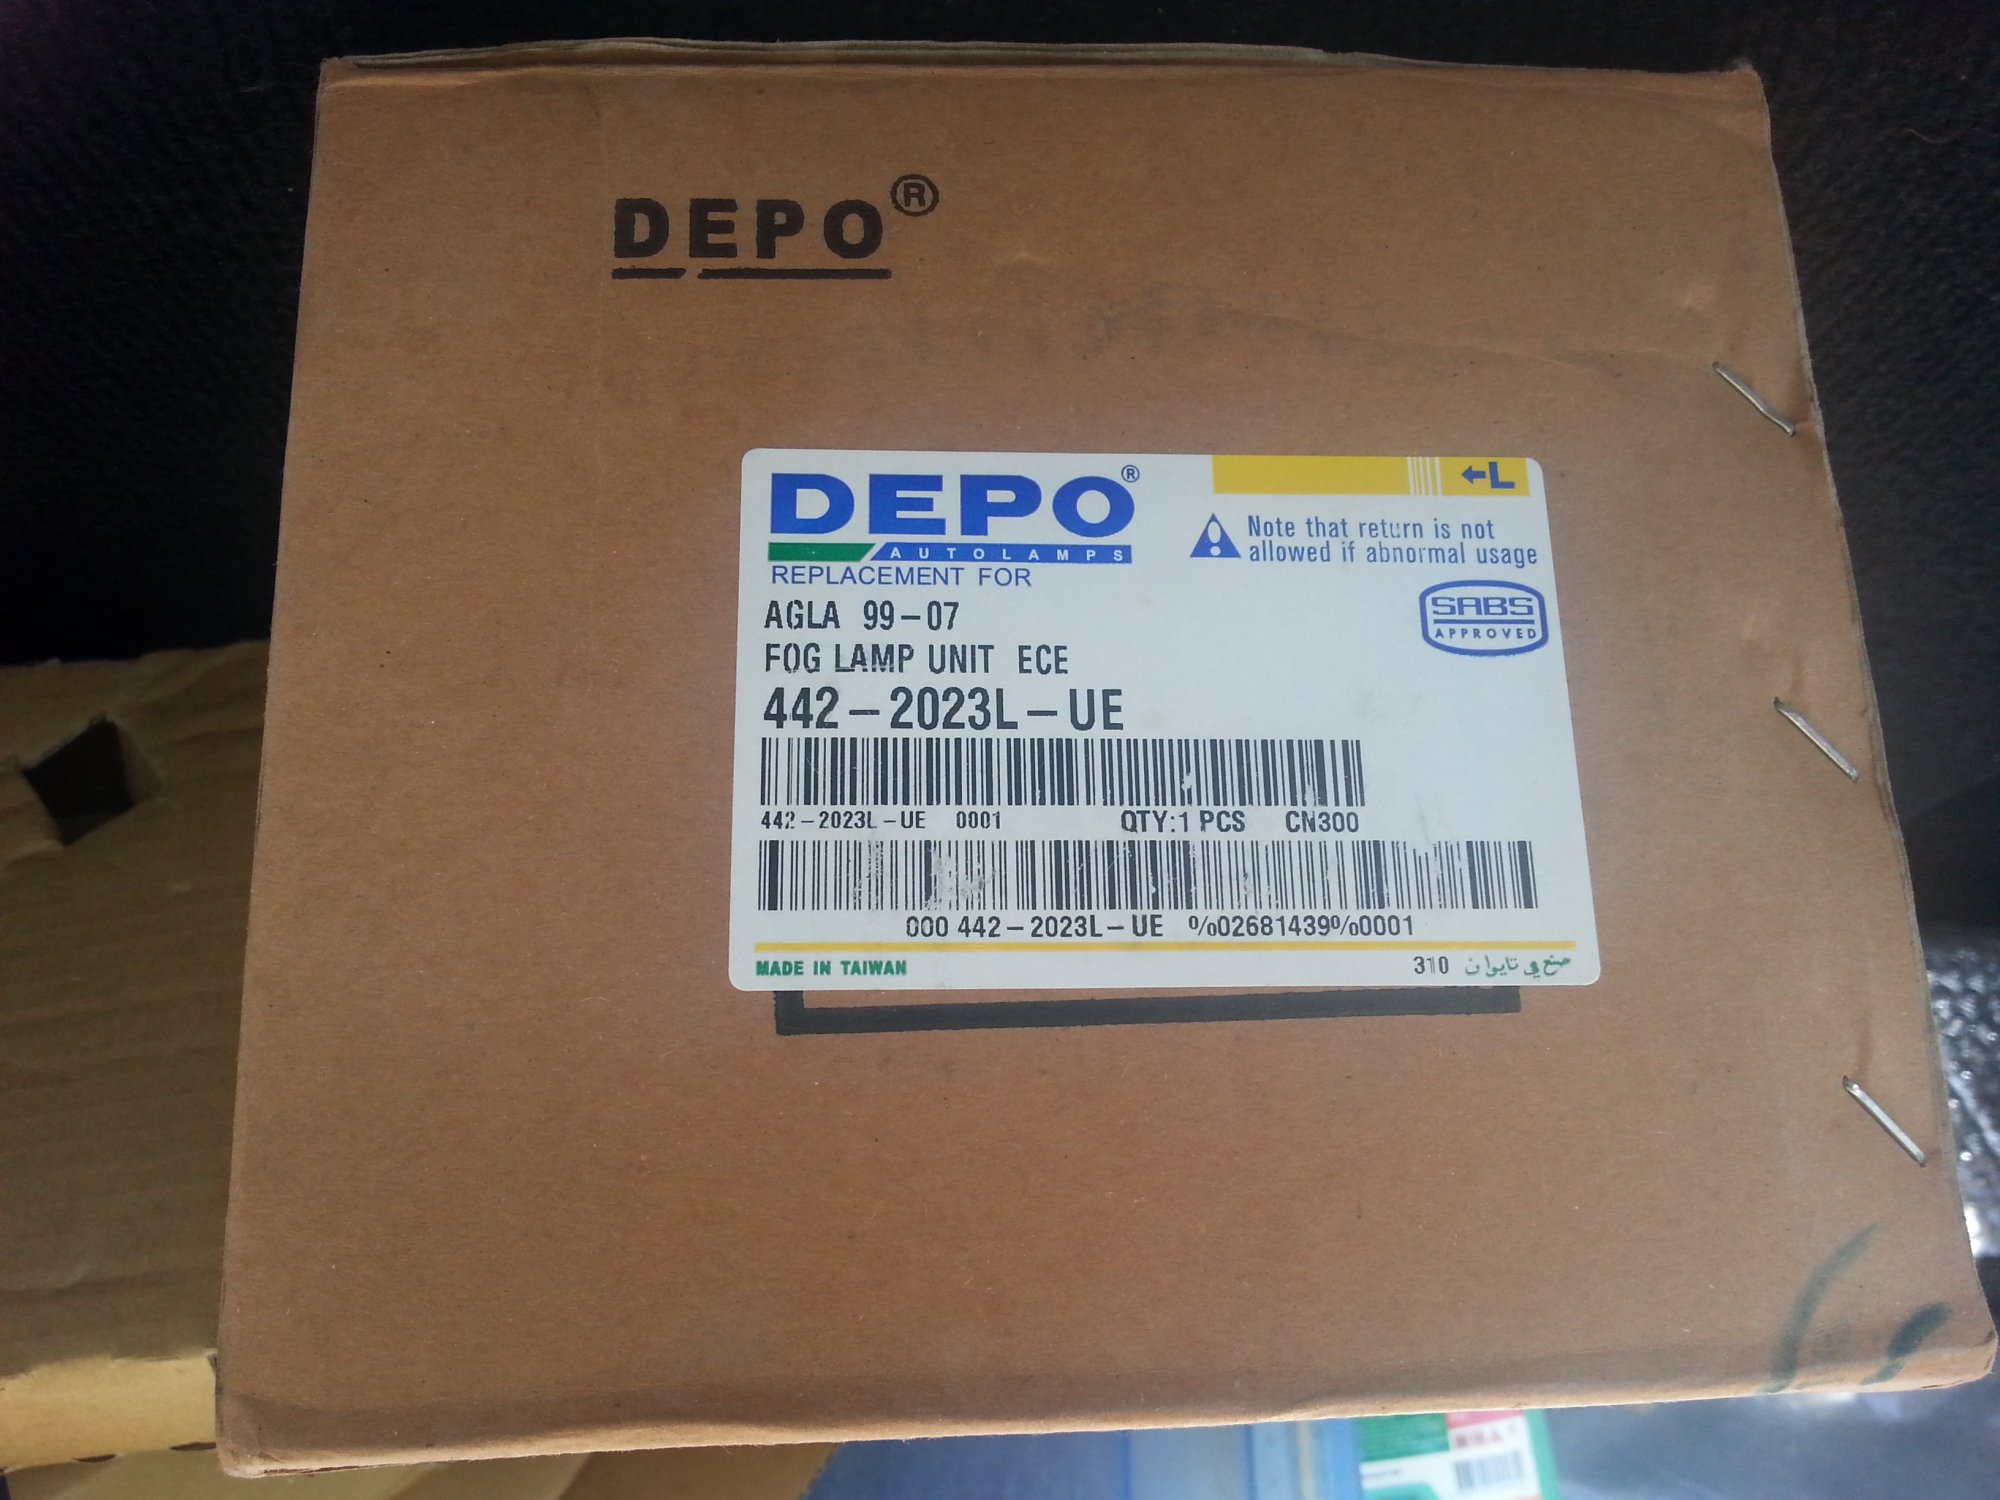 DEPO®
DEPO®
AUTOLAMPS
←L
Note that return is not
allowed if abnormal usage
REPLACEMENT FOR
SABS
APPROVED
AGLA 99-07
FOG LAMP UNIT ECE
442-2023L-UE
442-2023L-UE 0001 QTY:1 PCS CN300
000 442-2023L-UE %02681439%0001
MADE IN TAIWAN
310 صنع في تايوان